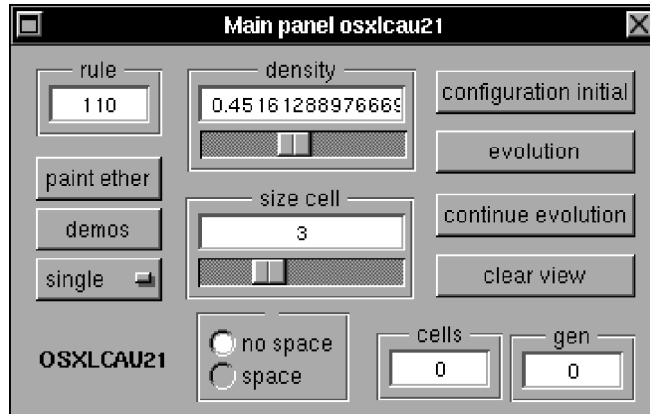 Main panel osxlcau21
rule
110
density
0.45161288976669
configuration initial
evolution
paint ether
size cell
3
continue evolution
demos
single
clear view
no space
space
cells
0
gen
0
OSXLCAU21